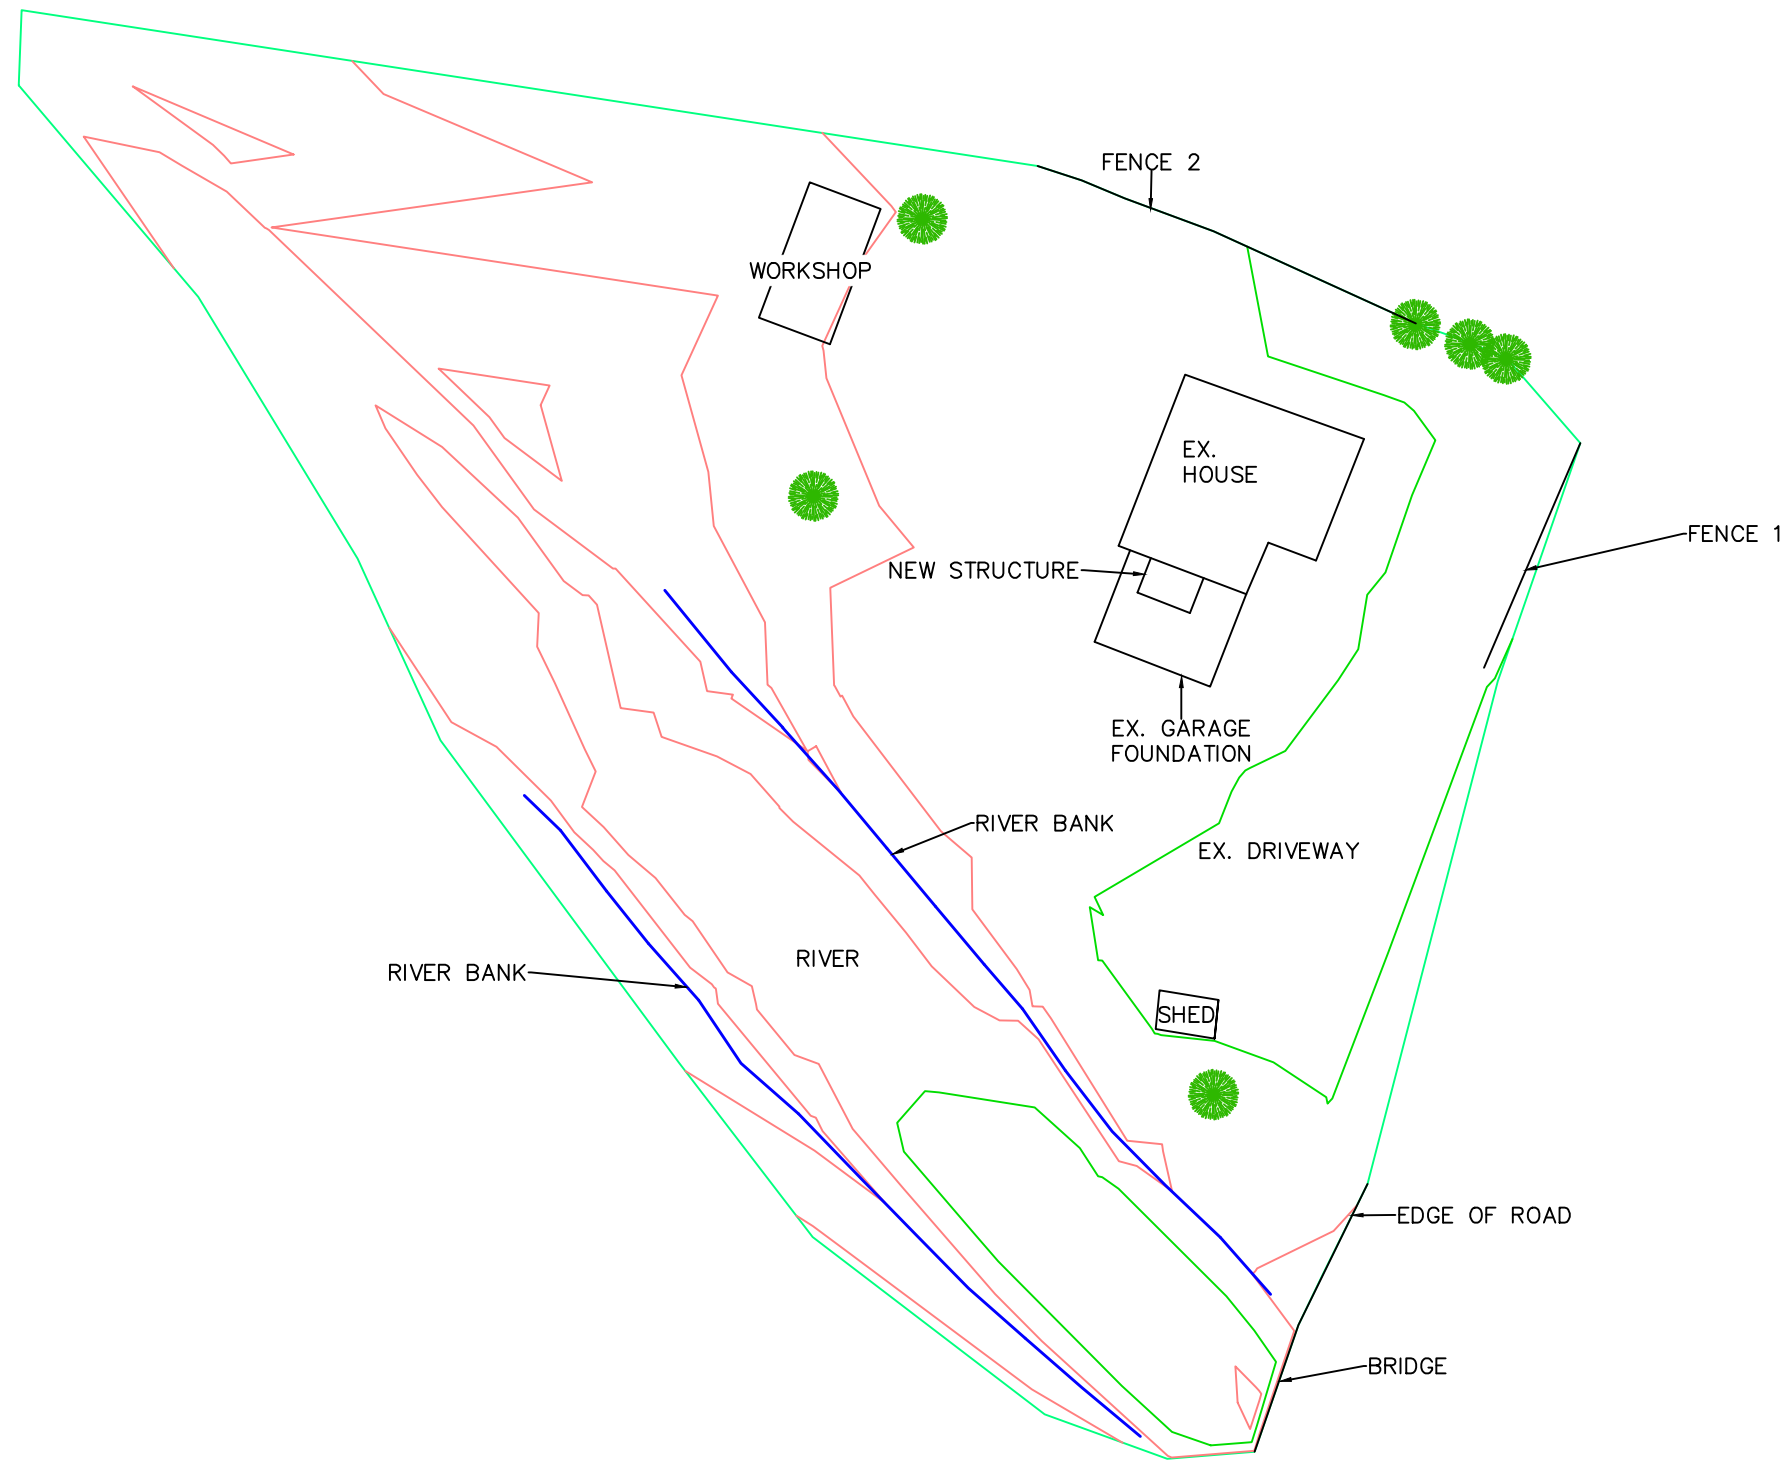 FENCE 2
WORKSHOP
EX.
HOUSE
FENCE 1
NEW STRUCTURE
EX. GARAGE
FOUNDATION
RIVER BANK
EX. DRIVEWAY
RIVER
RIVER BANK
SHED
EDGE OF ROAD
BRIDGE